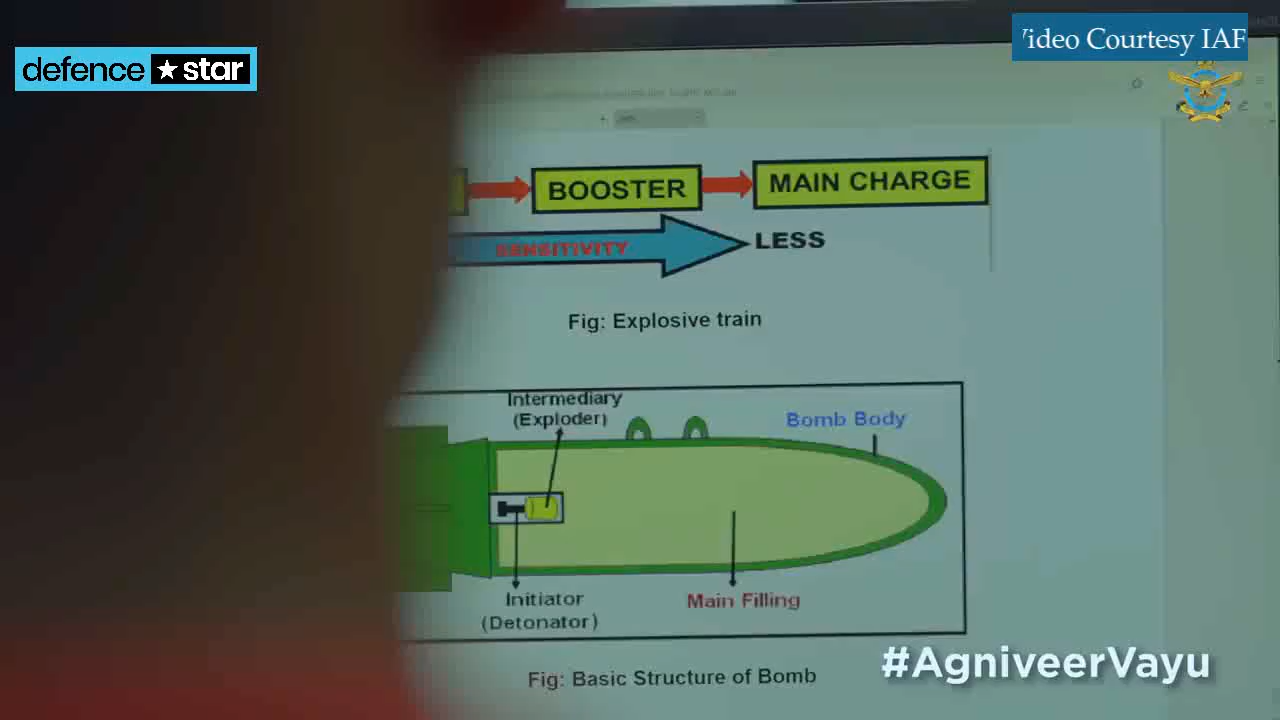 Video Courtesy IAF
defence star
BOOSTER
MAIN CHARGE
SENSITIVITY
LESS
Fig: Explosive train
Intermediary
(Exploder)
Bomb Body
Initiator
(Detonator)
Main Filling
Fig: Basic Structure of Bomb
#AgniveerVayu